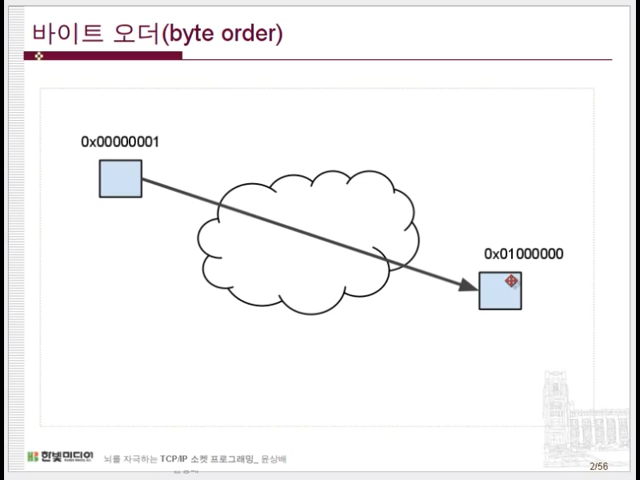 바이트 오더(byte order)
0x00000001
0x01000000
한빛미디어
뇌를 자극하는 TCP/IP 소켓 프로그래밍_ 윤상배
2/56